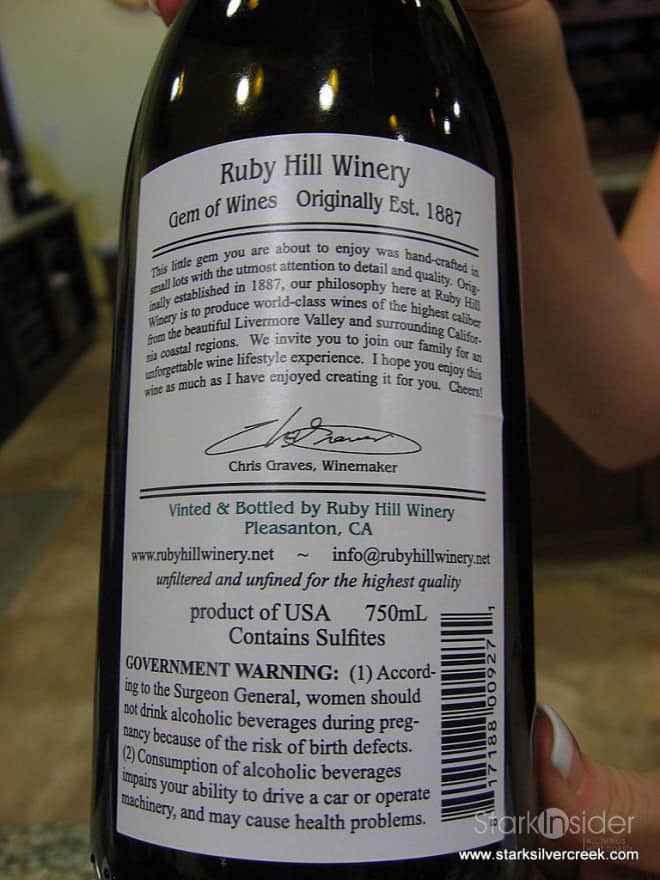 Ruby Hill Winery
Gem of Wines Originally Est. 1887
This little gem you are about to enjoy was hand-crafted in
small lots with the utmost attention to detail and quality. Orig-
inally established in 1887, our philosophy here at Ruby Hill
Winery is to produce world-class wines of the highest caliber
from the beautiful Livermore Valley and surrounding Califor-
nia coastal regions. We invite you to join our family for an
unforgettable wine lifestyle experience. I hope you enjoy this
wine as much as I have enjoyed creating it for you. Cheers!
Chris Graves, Winemaker
Vinted & Bottled by Ruby Hill Winery
Pleasanton, CA
www.rubyhillwinery.net ~ info@rubyhillwinery.net
unfiltered and unfined for the highest quality
product of USA 750mL
Contains Sulfites
GOVERNMENT WARNING: (1) Accord-
ing to the Surgeon General, women should
not drink alcoholic beverages during preg-
nancy because of the risk of birth defects.
(2) Consumption of alcoholic beverages
impairs your ability to drive a car or operate
machinery, and may cause health problems.
8 17188 00927 1
StarkInsider
www.starksilvercreek.com